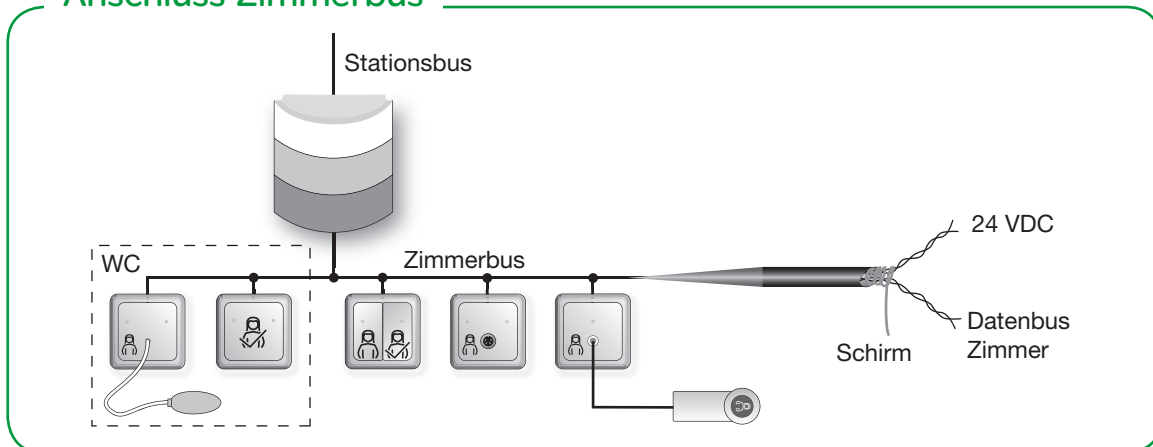 Anschluss Zimmerbus
Stationsbus
WC
Zimmerbus
24 VDC
Datenbus
Zimmer
Schirm